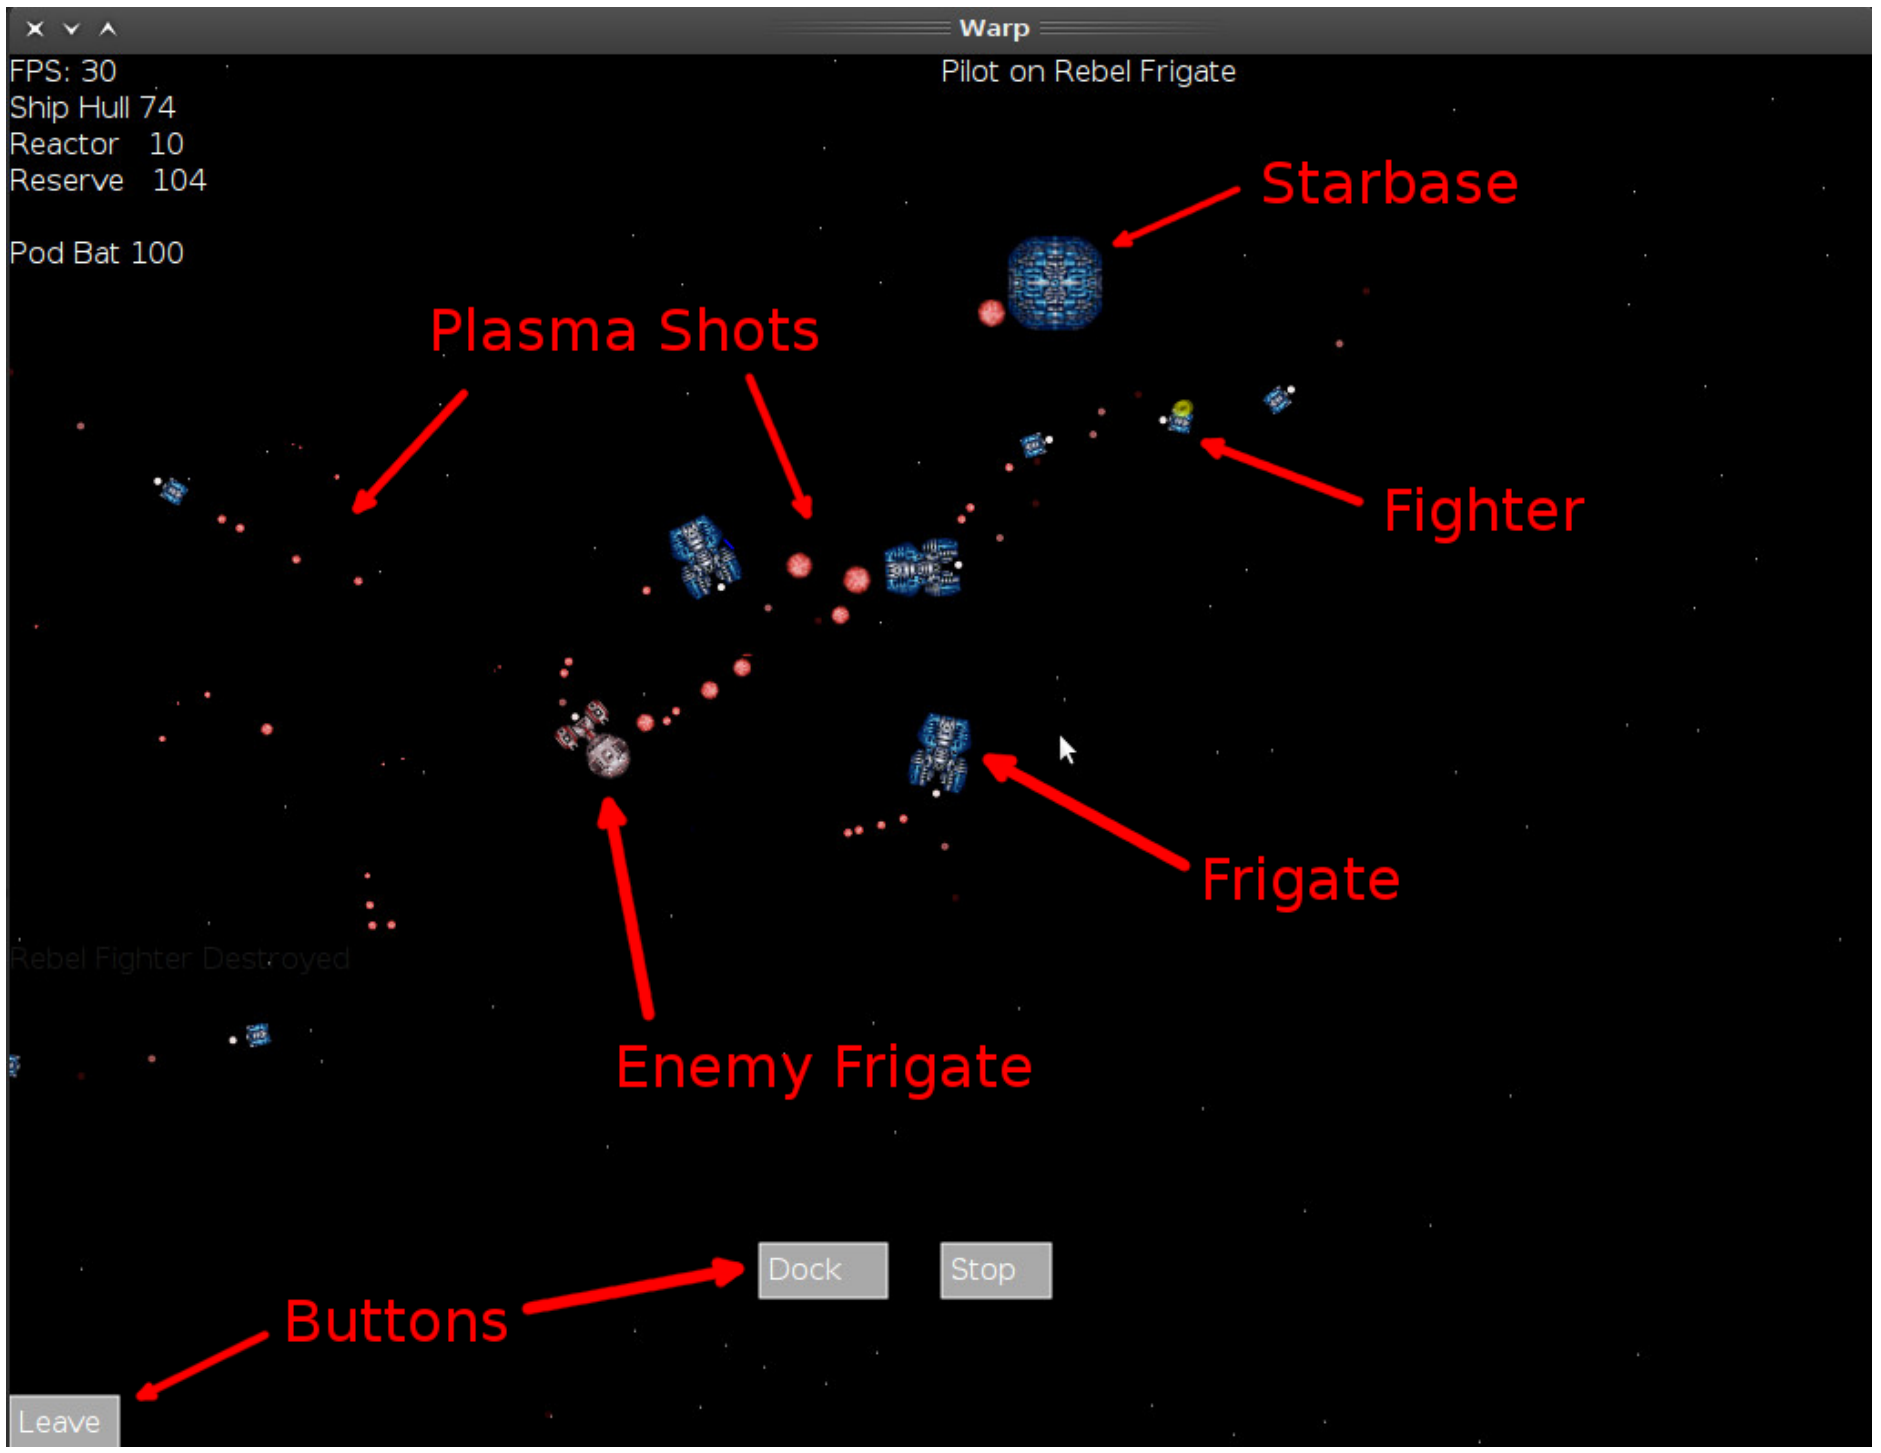 Warp
FPS: 30
Pilot on Rebel Frigate
Ship Hull 74
Reactor 10
Reserve 104
Pod Bat 100
Starbase
Plasma Shots
Fighter
Frigate
Rebel Fighter Destroyed
Enemy Frigate
Dock
Stop
Buttons
Leave